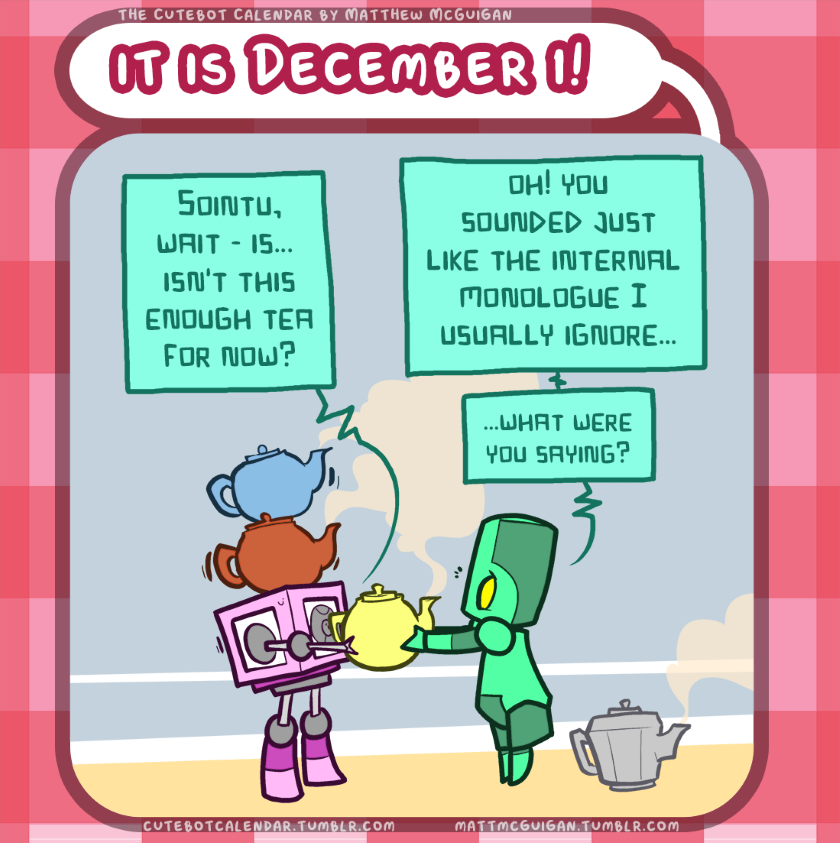 THE CUTEBOT CALENDAR BY MATTHEW MCGUIGAN
IT IS DECEMBER 1!
SOINTU,
WAIT - IS...
ISN'T THIS
ENOUGH TEA
FOR NOW?
OH! YOU
SOUNDED JUST
LIKE THE INTERNAL
MONOLOGUE I
USUALLY IGNORE...
...WHAT WERE
YOU SAYING?
CUTEBOTCALENDAR.TUMBLR.COM
MATTMCGUIGAN.TUMBLR.COM